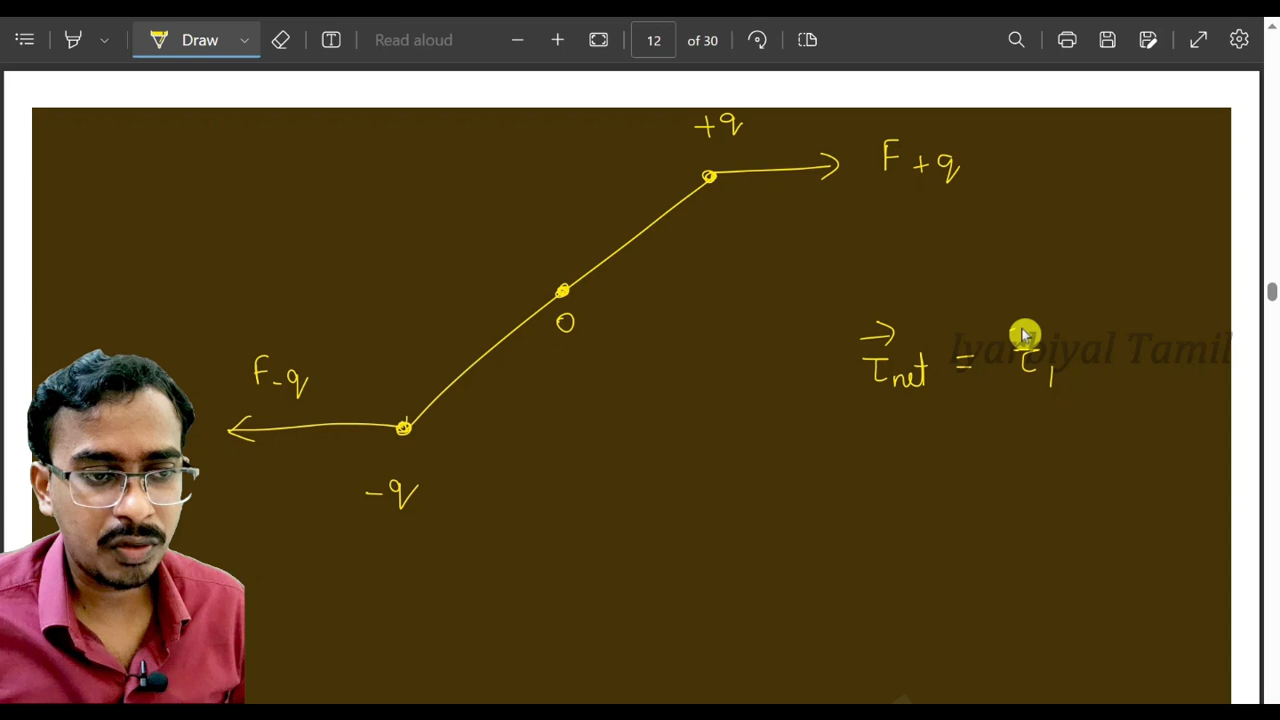 Draw
Read aloud
12 of 30
+q
F+q
O
F-q
τnet = τ1
Iyarpiyal Tamil
-q